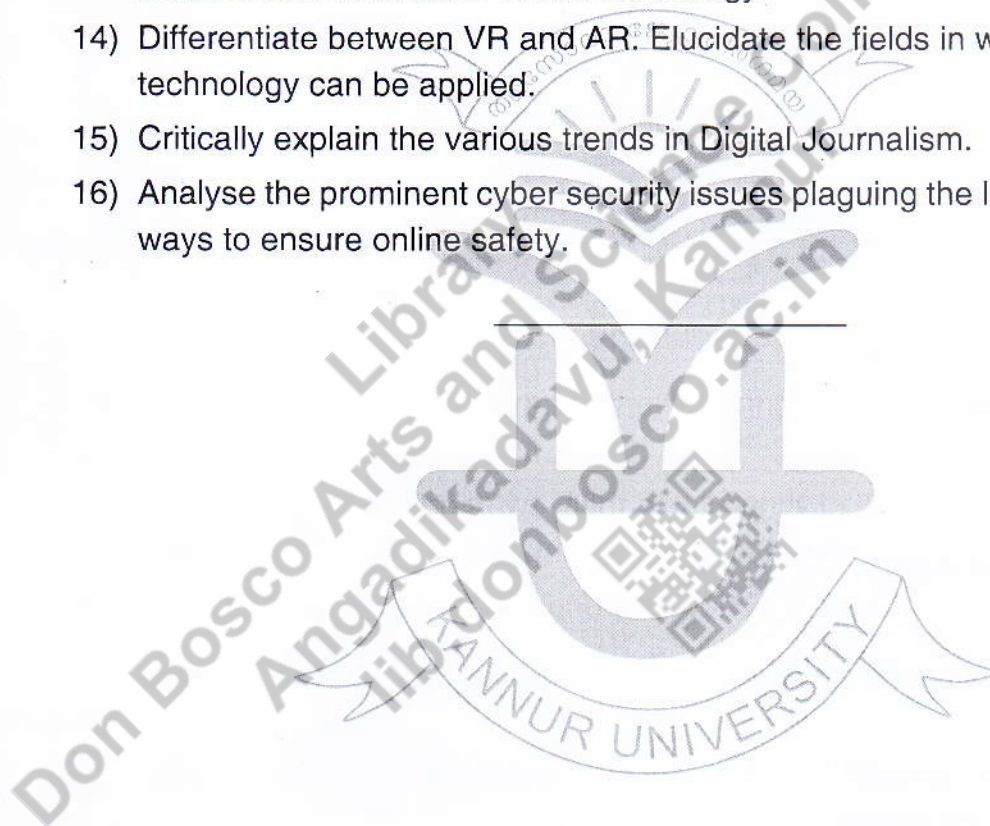 14) Differentiate between VR and AR. Elucidate the fields in
technology can be applied.
15) Critically explain the various trends in Digital Journalism.
16) Analyse the prominent cyber security issues plaguing the
ways to ensure online safety.
Library
Don Bosco Arts and Science
Angadikadavu, Kannur
lib.donbosco.ac.in
KANNUR UNIVERSITY